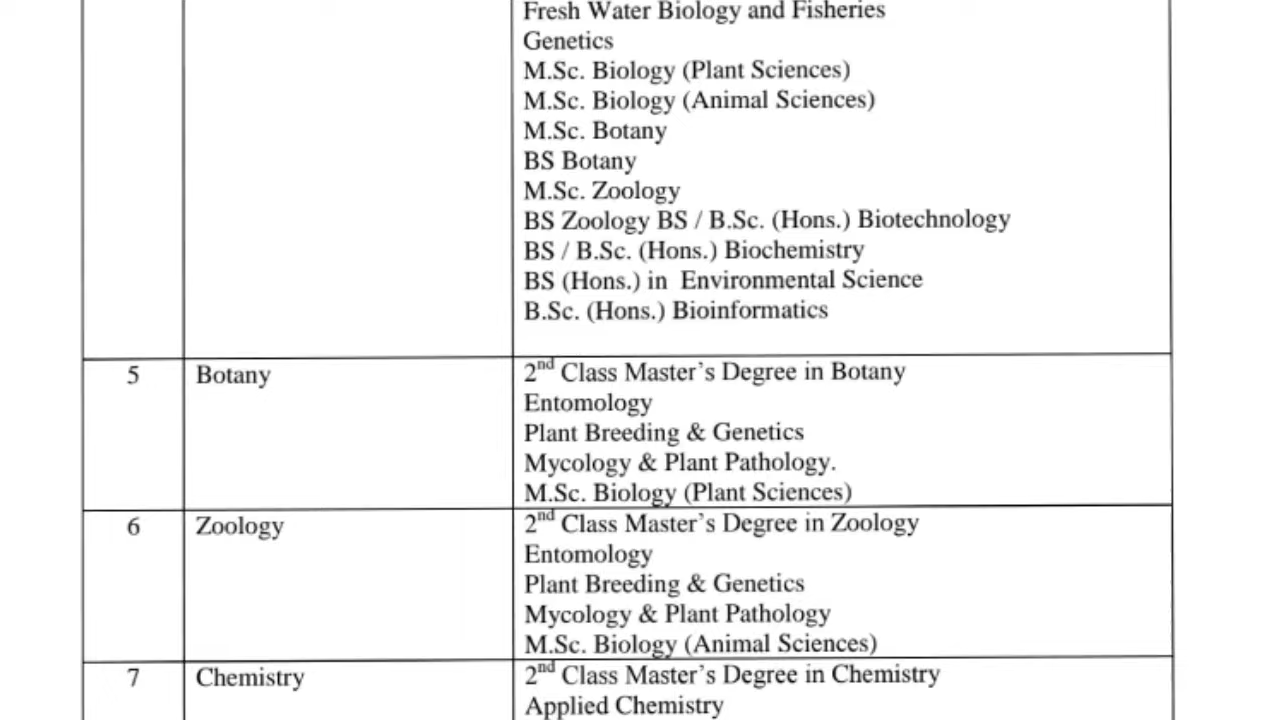 Fresh Water Biology and Fisheries
Genetics
M.Sc. Biology (Plant Sciences)
M.Sc. Biology (Animal Sciences)
M.Sc. Botany
BS Botany
M.Sc. Zoology
BS Zoology BS / B.Sc. (Hons.) Biotechnology
BS / B.Sc. (Hons.) Biochemistry
BS (Hons.) in Environmental Science
B.Sc. (Hons.) Bioinformatics
5 Botany 2nd Class Master's Degree in Botany
Entomology
Plant Breeding & Genetics
Mycology & Plant Pathology.
M.Sc. Biology (Plant Sciences)
6 Zoology 2nd Class Master's Degree in Zoology
Entomology
Plant Breeding & Genetics
Mycology & Plant Pathology
M.Sc. Biology (Animal Sciences)
7 Chemistry 2nd Class Master's Degree in Chemistry
Applied Chemistry